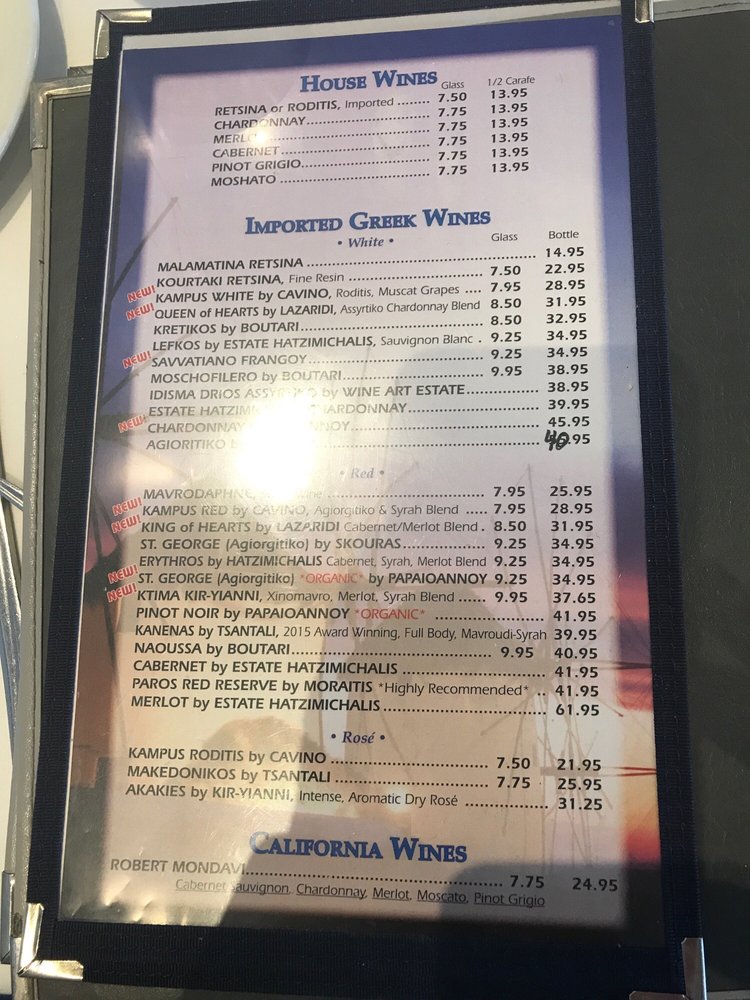 HOUSE WINES Glass 1/2 Carafe
RETSINA or RODITIS, Imported ........ 7.50 13.95
CHARDONNAY........ 7.75 13.95
MERLOT ........ 7.75 13.95
CABERNET........ 7.75 13.95
PINOT GRIGIO........ 7.75 13.95
MOSHATO ........ 7.75 13.95
IMPORTED GREEK WINES
• White • Glass Bottle
MALAMATINA RETSINA ........ 14.95
KOURTAKI RETSINA, Fine Resin ........ 7.50 22.95
NEW! KAMPUS WHITE by CAVINO, Roditis, Muscat Grapes .... 7.95 28.95
NEW! QUEEN of HEARTS by LAZARIDI, Assyrtiko Chardonnay Blend 8.50 31.95
KRETIKOS by BOUTARI........ 8.50 32.95
LEFKOS by ESTATE HATZIMICHALIS, Sauvignon Blanc . 9.25 34.95
NEW! SAVVATIANO FRANGOY........ 9.25 34.95
MOSCHOFILERO by BOUTARI........ 9.95 38.95
IDISMA DRIOS by WINE ART ESTATE........ 38.95
ESTATE CHARDONNAY........ 39.95
NEW! CHARDONNAY ........ 45.95
AGIORITIKO ........ 40.95
• Red •
MAVRODAPHNE, Wine ........ 7.95 25.95
NEW! KAMPUS RED by CAVINO, Agiorgitiko & Syrah Blend ..... 7.95 28.95
NEW! KING of HEARTS by LAZARIDI Cabernet/Merlot Blend . 8.50 31.95
ST. GEORGE (Agiorgitiko) by SKOURAS........ 9.25 34.95
ERYTHROS by HATZIMICHALIS Cabernet, Syrah, Merlot Blend 9.25 34.95
NEW! ST. GEORGE (Agiorgitiko) *ORGANIC* by PAPAIOANNOY 9.25 34.95
NEW! KTIMA KIR-YIANNI, Xinomavro, Merlot, Syrah Blend ...... 9.95 37.65
PINOT NOIR by PAPAIOANNOY *ORGANIC* ........ 41.95
KANENAS by TSANTALI, 2015 Award Winning, Full Body, Mavroudi-Syrah 39.95
NAOUSSA by BOUTARI........ 9.95 40.95
CABERNET by ESTATE HATZIMICHALIS ........ 41.95
PAROS RED RESERVE by MORAITIS *Highly Recommended* .. 41.95
MERLOT by ESTATE HATZIMICHALIS........ 61.95
• Rosé •
KAMPUS RODITIS by CAVINO ........ 7.50 21.95
MAKEDONIKOS by TSANTALI ........ 7.75 25.95
AKAKIES by KIR-YIANNI, Intense, Aromatic Dry Rosé ........ 31.25
CALIFORNIA WINES
ROBERT MONDAVI........ 7.75 24.95
Cabernet Sauvignon, Chardonnay, Merlot, Moscato, Pinot Grigio